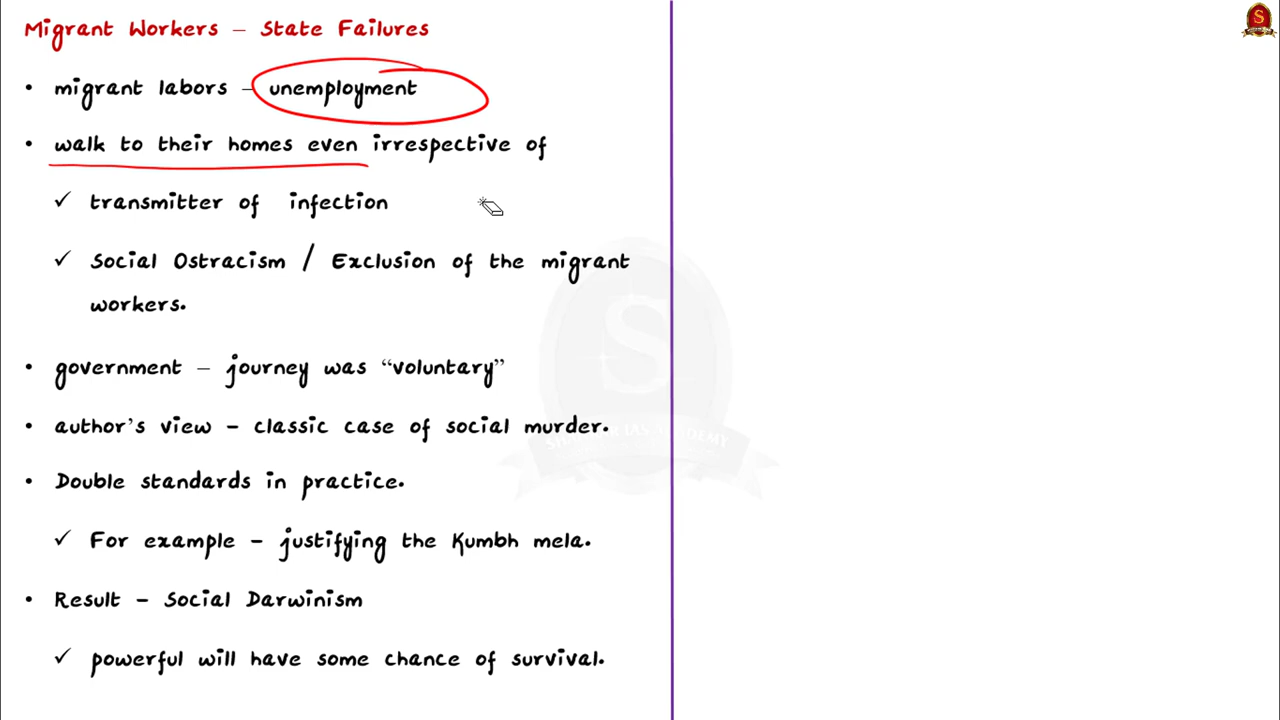 Migrant Workers – State Failures
• migrant labors – unemployment
• walk to their homes even irrespective of
✓ transmitter of infection
✓ Social Ostracism / Exclusion of the migrant
workers.
• government – journey was “voluntary”
• author's view - classic case of social murder.
• Double standards in practice.
✓ For example - justifying the Kumbh mela.
• Result - Social Darwinism
✓ powerful will have some chance of survival.